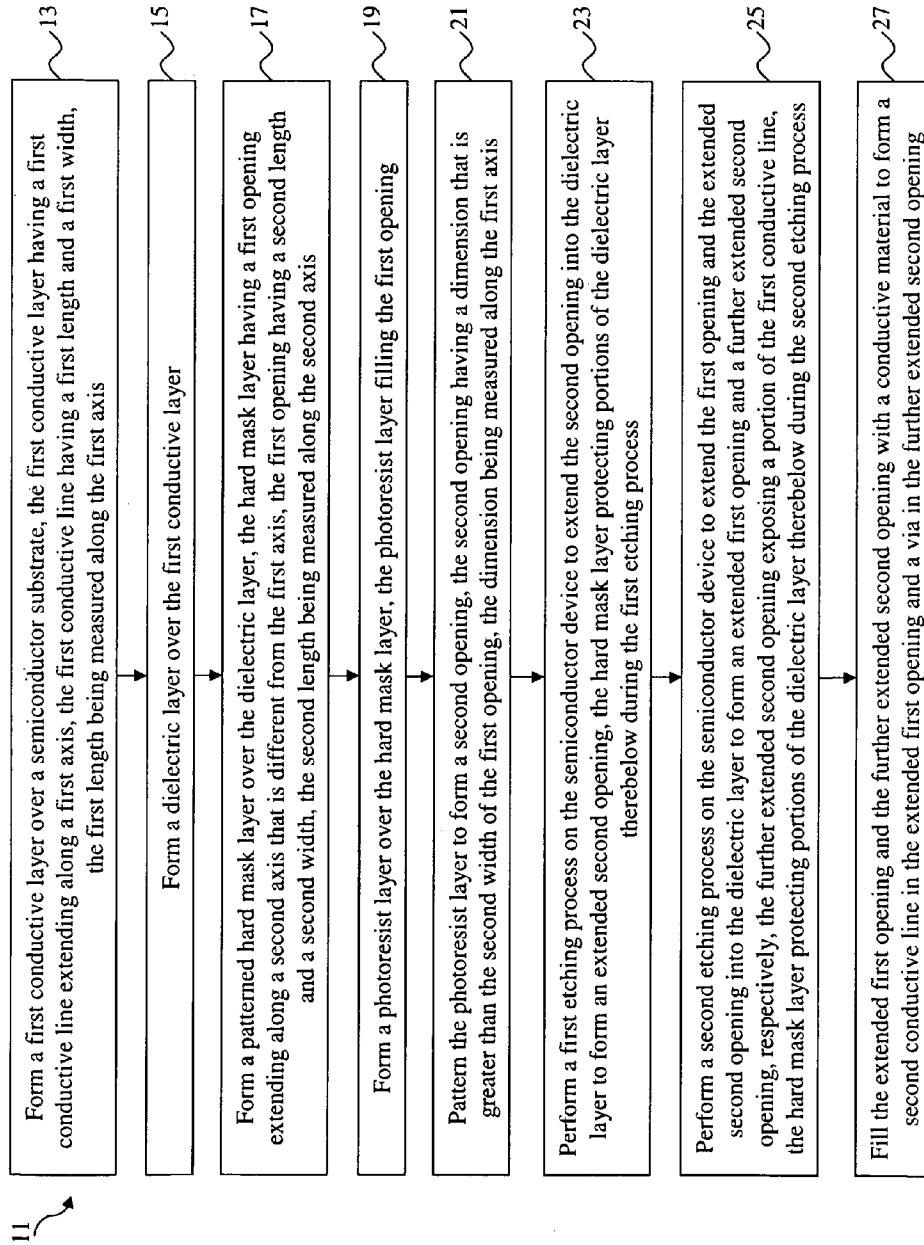 11
Form a first conductive layer over a semiconductor substrate, the first conductive layer having a first
conductive line extending along a first axis, the first conductive line having a first length and a first width,
the first length being measured along the first axis
13
Form a dielectric layer over the first conductive layer
15
Form a patterned hard mask layer over the dielectric layer, the hard mask layer having a first opening
extending along a second axis that is different from the first axis, the first opening having a second length
and a second width, the second length being measured along the second axis
17
Form a photoresist layer over the hard mask layer, the photoresist layer filling the first opening
19
Pattern the photoresist layer to form a second opening, the second opening having a dimension that is
greater than the second width of the first opening, the dimension being measured along the first axis
21
Perform a first etching process on the semiconductor device to extend the second opening into the dielectric
layer to form an extended second opening, the hard mask layer protecting portions of the dielectric layer
therebelow during the first etching process
23
Perform a second etching process on the semiconductor device to extend the first opening and the extended
second opening into the dielectric layer to form an extended first opening and a further extended second
opening, respectively, the further extended second opening exposing a portion of the first conductive line,
the hard mask layer protecting portions of the dielectric layer therebelow during the second etching process
25
Fill the extended first opening and the further extended second opening with a conductive material to form a
second conductive line in the extended first opening and a via in the further extended second opening
27